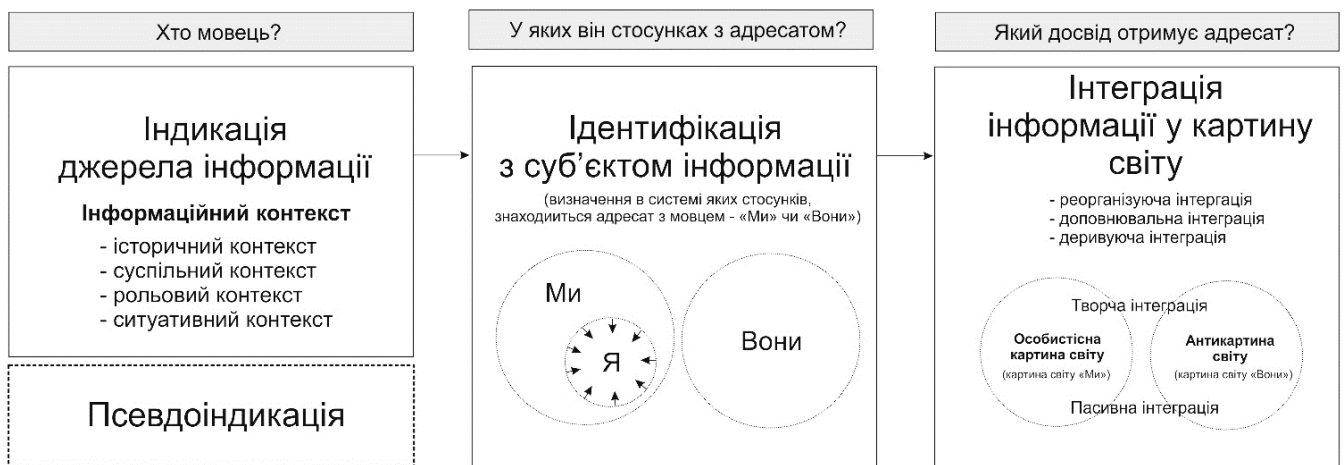 Хто мовець?
Індикація
джерела інформації
Інформаційний контекст
- історичний контекст
- суспільний контекст
- рольовий контекст
- ситуативний контекст
Псевдоіндикація
У яких він стосунках з адресатом?
Ідентифікація
з суб’єктом інформації
(визначення в системі яких стосунків,
знаходииться адресат з мовцем - «Ми» чи «Вони»)
Ми
Я
Вони
Який досвід отримує адресат?
Інтеграція
інформації у картину
світу
- реорганізуюча інтергація
- доповнювальна інтеграція
- деривуюча інтеграція
Творча інтеграція
Особистісна
картина світу
(картина світу «Ми»)
Антикартина
світу
(картина світу «Вони»)
Пасивна інтеграція